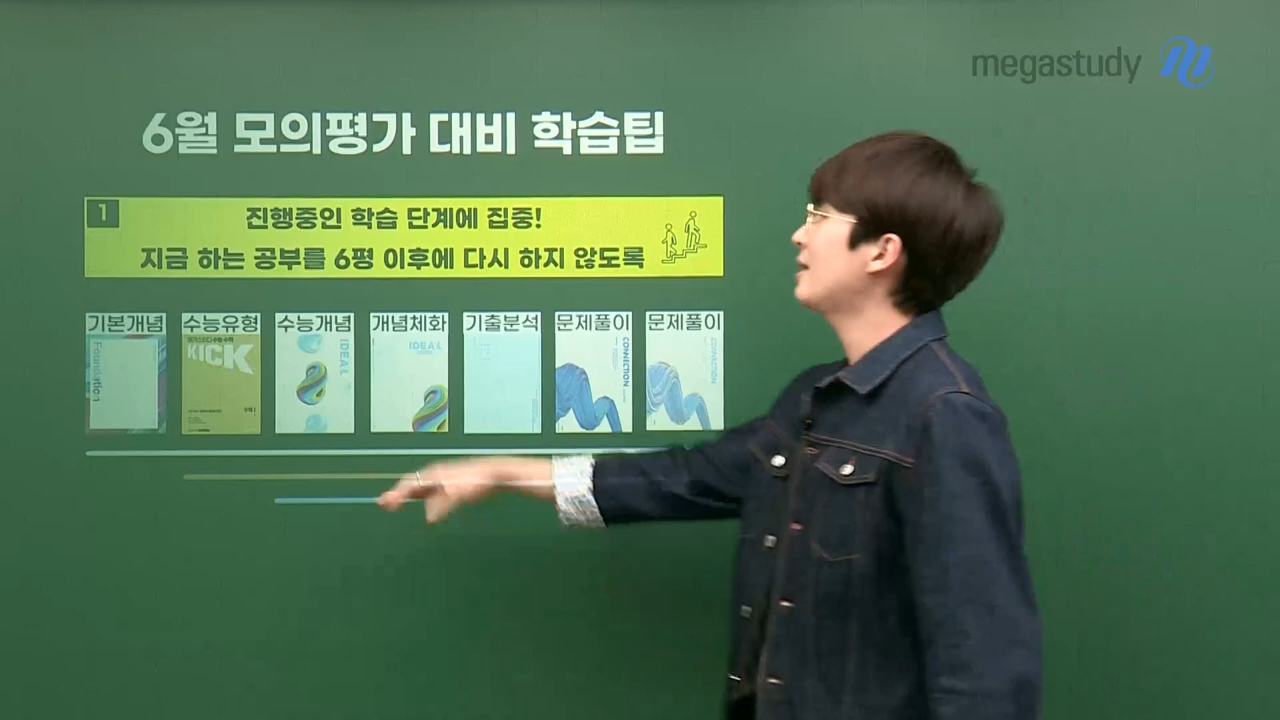 megastudy
6월 모의평가 대비 학습팁
1
진행중인 학습 단계에 집중!
지금 하는 공부를 6평 이후에 다시 하지 않도록
기본개념 수능유형 수능개념 개념체화 기출분석 문제풀이 문제풀이
Foundation
KICK
IDEAL
IDEAL
CONNECTION
CONNECTION